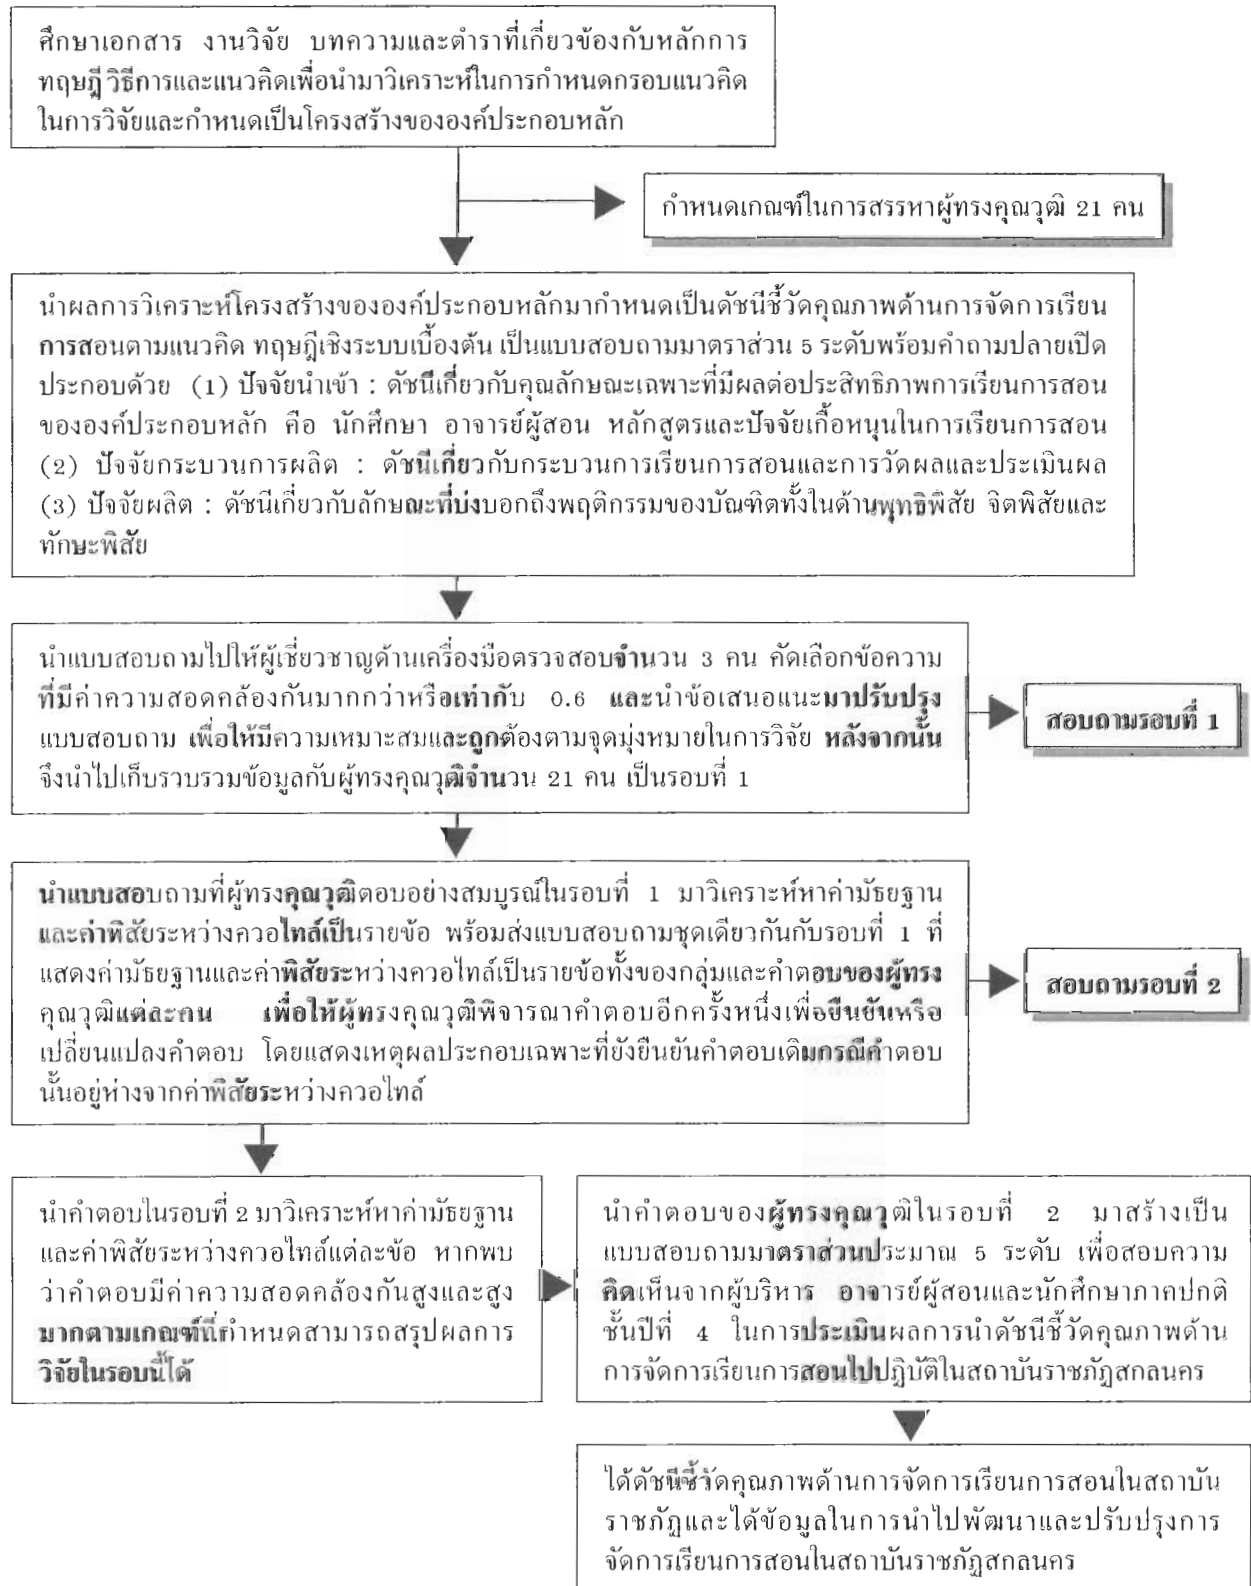 ศึกษาเอกสาร งานวิจัย บทความและตำราที่เกี่ยวข้องกับหลักการ
ทฤษฎี วิธีการและแนวคิดเพื่อนำมาวิเคราะห์ในการกำหนดกรอบแนวคิด
ในการวิจัยและกำหนดเป็นโครงสร้างขององค์ประกอบหลัก
กำหนดเกณฑ์ในการสรรหาผู้ทรงคุณวุฒิ 21 คน
นำผลการวิเคราะห์โครงสร้างขององค์ประกอบหลักมากำหนดเป็นดัชนีชี้วัดคุณภาพด้านการจัดการเรียน
การสอนตามแนวคิด ทฤษฎีเชิงระบบเบื้องต้น เป็นแบบสอบถามมาตราส่วน 5 ระดับพร้อมคำถามปลายเปิด
ประกอบด้วย (1) ปัจจัยนำเข้า : ดัชนีเกี่ยวกับคุณลักษณะเฉพาะที่มีผลต่อประสิทธิภาพการเรียนการสอน
ขององค์ประกอบหลัก คือ นักศึกษา อาจารย์ผู้สอน หลักสูตรและปัจจัยเกื้อหนุนในการเรียนการสอน
(2) ปัจจัยกระบวนการผลิต : ดัชนีเกี่ยวกับกระบวนการเรียนการสอนและการวัดผลและประเมินผล
(3) ปัจจัยผลิต : ดัชนีเกี่ยวกับลักษณะที่บ่งบอกถึงพฤติกรรมของบัณฑิตทั้งในด้านพุทธิพิสัย จิตพิสัยและ
ทักษะพิสัย
นำแบบสอบถามไปให้ผู้เชี่ยวชาญด้านเครื่องมือตรวจสอบจำนวน 3 คน คัดเลือกข้อความ
ที่มีค่าความสอดคล้องกันมากกว่าหรือเท่ากับ 0.6 และนำข้อเสนอแนะมาปรับปรุง
แบบสอบถาม เพื่อให้มีความเหมาะสมและถูกต้องตามจุดมุ่งหมายในการวิจัย หลังจากนั้น
จึงนำไปเก็บรวบรวมข้อมูลกับผู้ทรงคุณวุฒิจำนวน 21 คน เป็นรอบที่ 1
สอบถามรอบที่ 1
นำแบบสอบถามที่ผู้ทรงคุณวุฒิตอบอย่างสมบูรณ์ในรอบที่ 1 มาวิเคราะห์หาค่ามัธยฐาน
และค่าพิสัยระหว่างควอไทล์เป็นรายข้อ พร้อมส่งแบบสอบถามชุดเดียวกันกับรอบที่ 1 ที่
แสดงค่ามัธยฐานและค่าพิสัยระหว่างควอไทล์เป็นรายข้อทั้งของกลุ่มและคำตอบของผู้ทรง
คุณวุฒิแต่ละคน เพื่อให้ผู้ทรงคุณวุฒิพิจารณาคำตอบอีกครั้งหนึ่งเพื่อยืนยันหรือ
เปลี่ยนแปลงคำตอบ โดยแสดงเหตุผลประกอบเฉพาะที่ยังยืนยันคำตอบเดิมกรณีคำตอบ
นั้นอยู่ห่างจากค่าพิสัยระหว่างควอไทล์
สอบถามรอบที่ 2
นำคำตอบในรอบที่ 2 มาวิเคราะห์หาค่ามัธยฐาน
และค่าพิสัยระหว่างควอไทล์แต่ละข้อ หากพบ
ว่าคำตอบมีค่าความสอดคล้องกันสูงและสูง
มากตามเกณฑ์ที่กำหนดสามารถสรุปผลการ
วิจัยในรอบนี้ได้
นำคำตอบของผู้ทรงคุณวุฒิในรอบที่ 2 มาสร้างเป็น
แบบสอบถามมาตราส่วนประมาณ 5 ระดับ เพื่อสอบความ
คิดเห็นจากผู้บริหาร อาจารย์ผู้สอนและนักศึกษาภาคปกติ
ชั้นปีที่ 4 ในการประเมินผลการนำดัชนีชี้วัดคุณภาพด้าน
การจัดการเรียนการสอนไปปฏิบัติในสถาบันราชภัฏสกลนคร
ได้ดัชนีชี้วัดคุณภาพด้านการจัดการเรียนการสอนในสถาบัน
ราชภัฏและได้ข้อมูลในการนำไปพัฒนาและปรับปรุงการ
จัดการเรียนการสอนในสถาบันราชภัฏสกลนคร